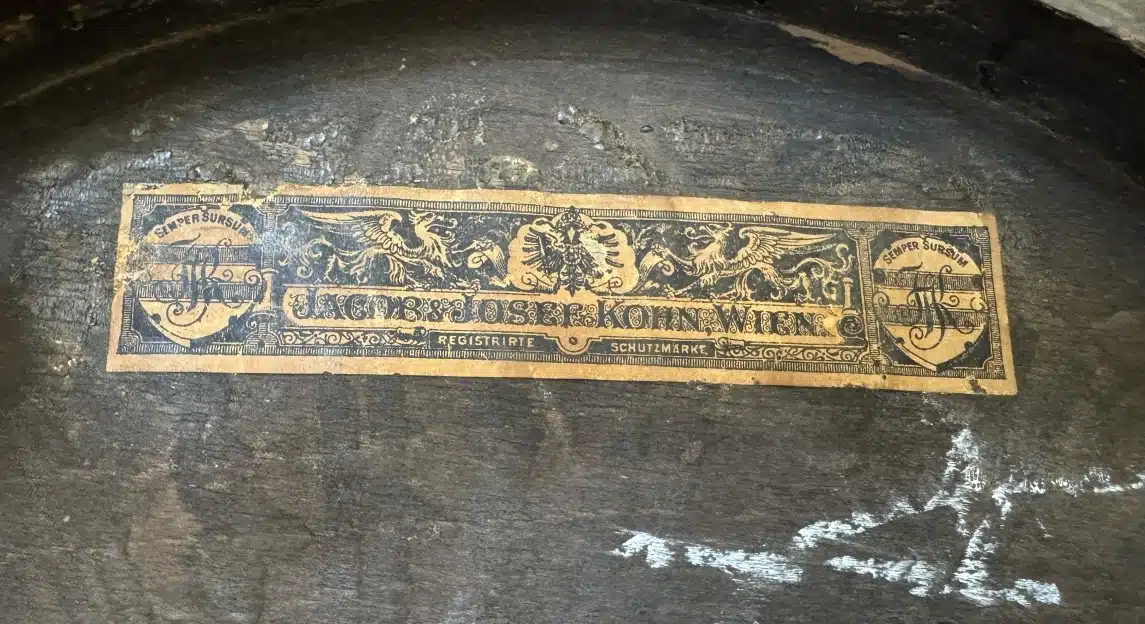 SEMPER SURSUM
JK
JACOB & JOSEF KOHN, WIEN
REGISTRIRTE SCHUTZMARKE
SEMPER SURSUM
JK